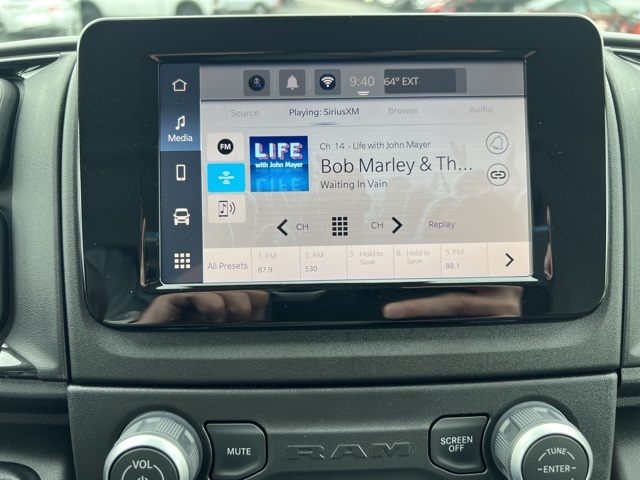 9:40 64° EXT
Source Playing: SiriusXM Browse Audio
Media
FM
LIFE
with John Mayer
LIFE
Ch 14 - Life with John Mayer
Bob Marley & Th...
Waiting In Vain
CH CH Replay
All Presets
1. FM
87.9
2. AM
530
3. Hold to
Save
4. Hold to
Save
5. FM
88.1
VOL
MUTE
RAM
SCREEN
OFF
TUNE
ENTER